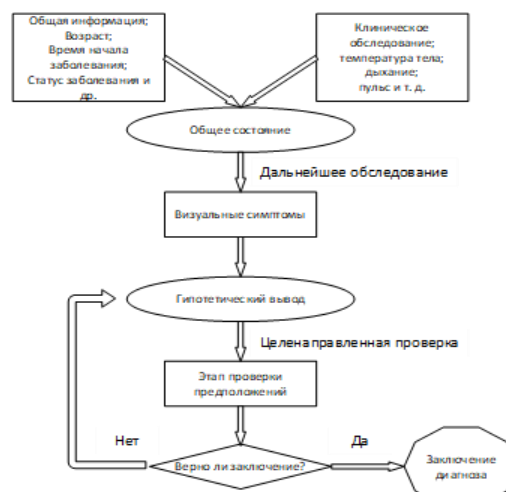 Общая информация;
Возраст;
Время начала
заболевания;
Статус заболевания и
др.
Клиническое
обследование;
температура тела;
дыхание;
пульс и т. д.
Общее состояние
Дальнейшее обследование
Визуальные симптомы
Гипотетический вывод
Целенаправленная проверка
Этап проверки
предположений
Нет
Да
Верно ли заключение?
Заключение
диагноза